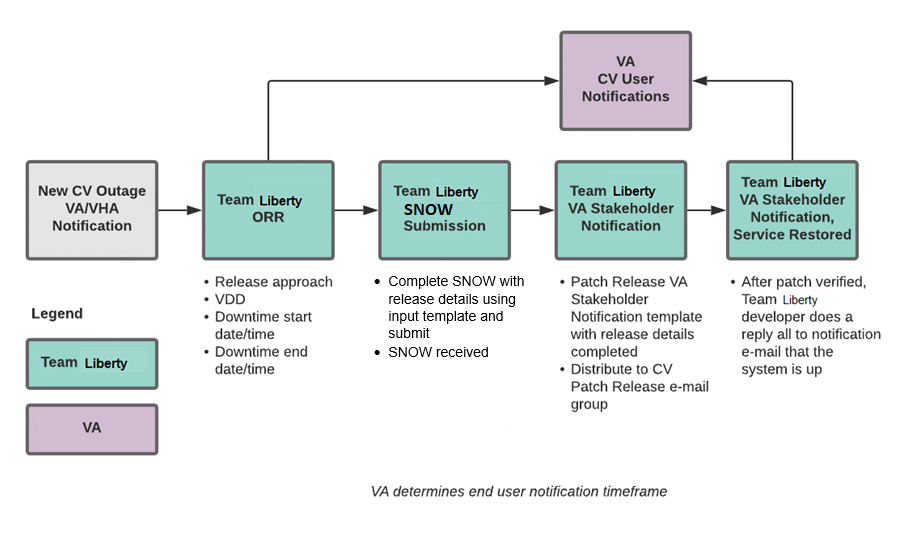 VA
CV User
Notifications
New CV Outage
VA/VHA
Notification
Team Liberty
ORR
Team Liberty
SNOW
Submission
Team Liberty
VA Stakeholder
Notification
Team Liberty
VA Stakeholder
Notification,
Service Restored
• Release approach
• VDD
• Downtime start
date/time
• Downtime end
date/time
• Complete SNOW with
release details using
input template and
submit
• SNOW received
• Patch Release VA
Stakeholder
Notification template
with release details
completed
• Distribute to CV
Patch Release e-mail
group
• After patch verified,
Team Liberty
developer does a
reply all to notification
e-mail that the
system is up
Legend
Team Liberty
VA
VA determines end user notification timeframe